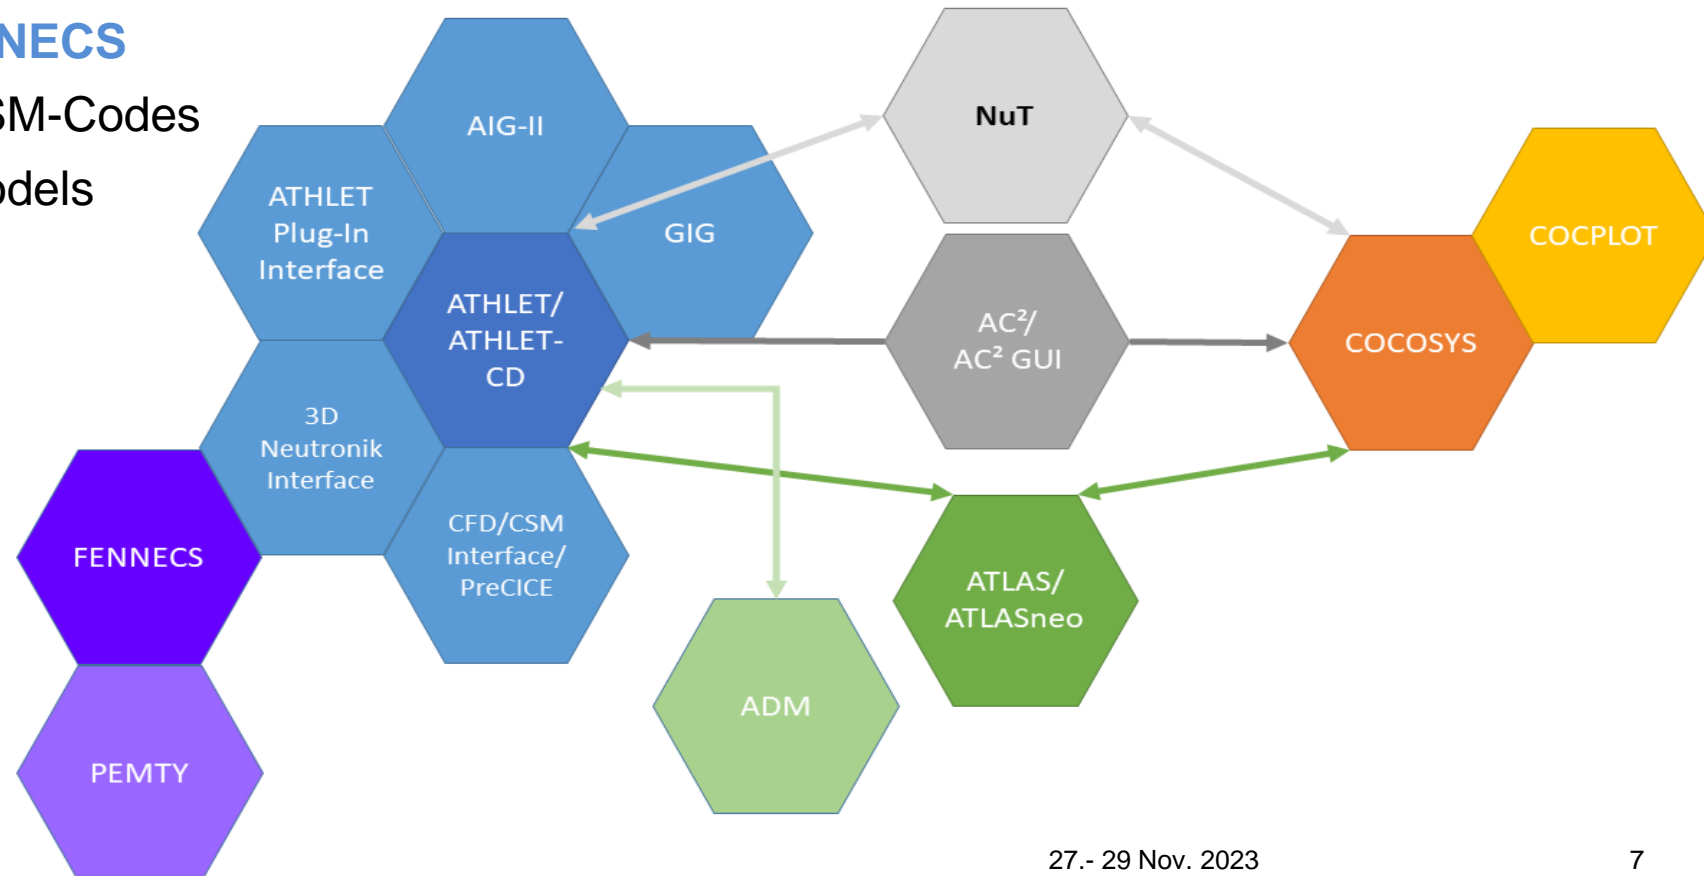 NECS
SM-Codes
odels
AIG-II
NuT
ATHLET
Plug-In
Interface
GIG
COCPLOT
ATHLET/
ATHLET-
CD
AC²/
AC² GUI
COCOSYS
3D
Neutronik
Interface
CFD/CSM
Interface/
PreCICE
FENNECS
ATLAS/
ATLASneo
ADM
PEMTY
27.- 29 Nov. 2023
7